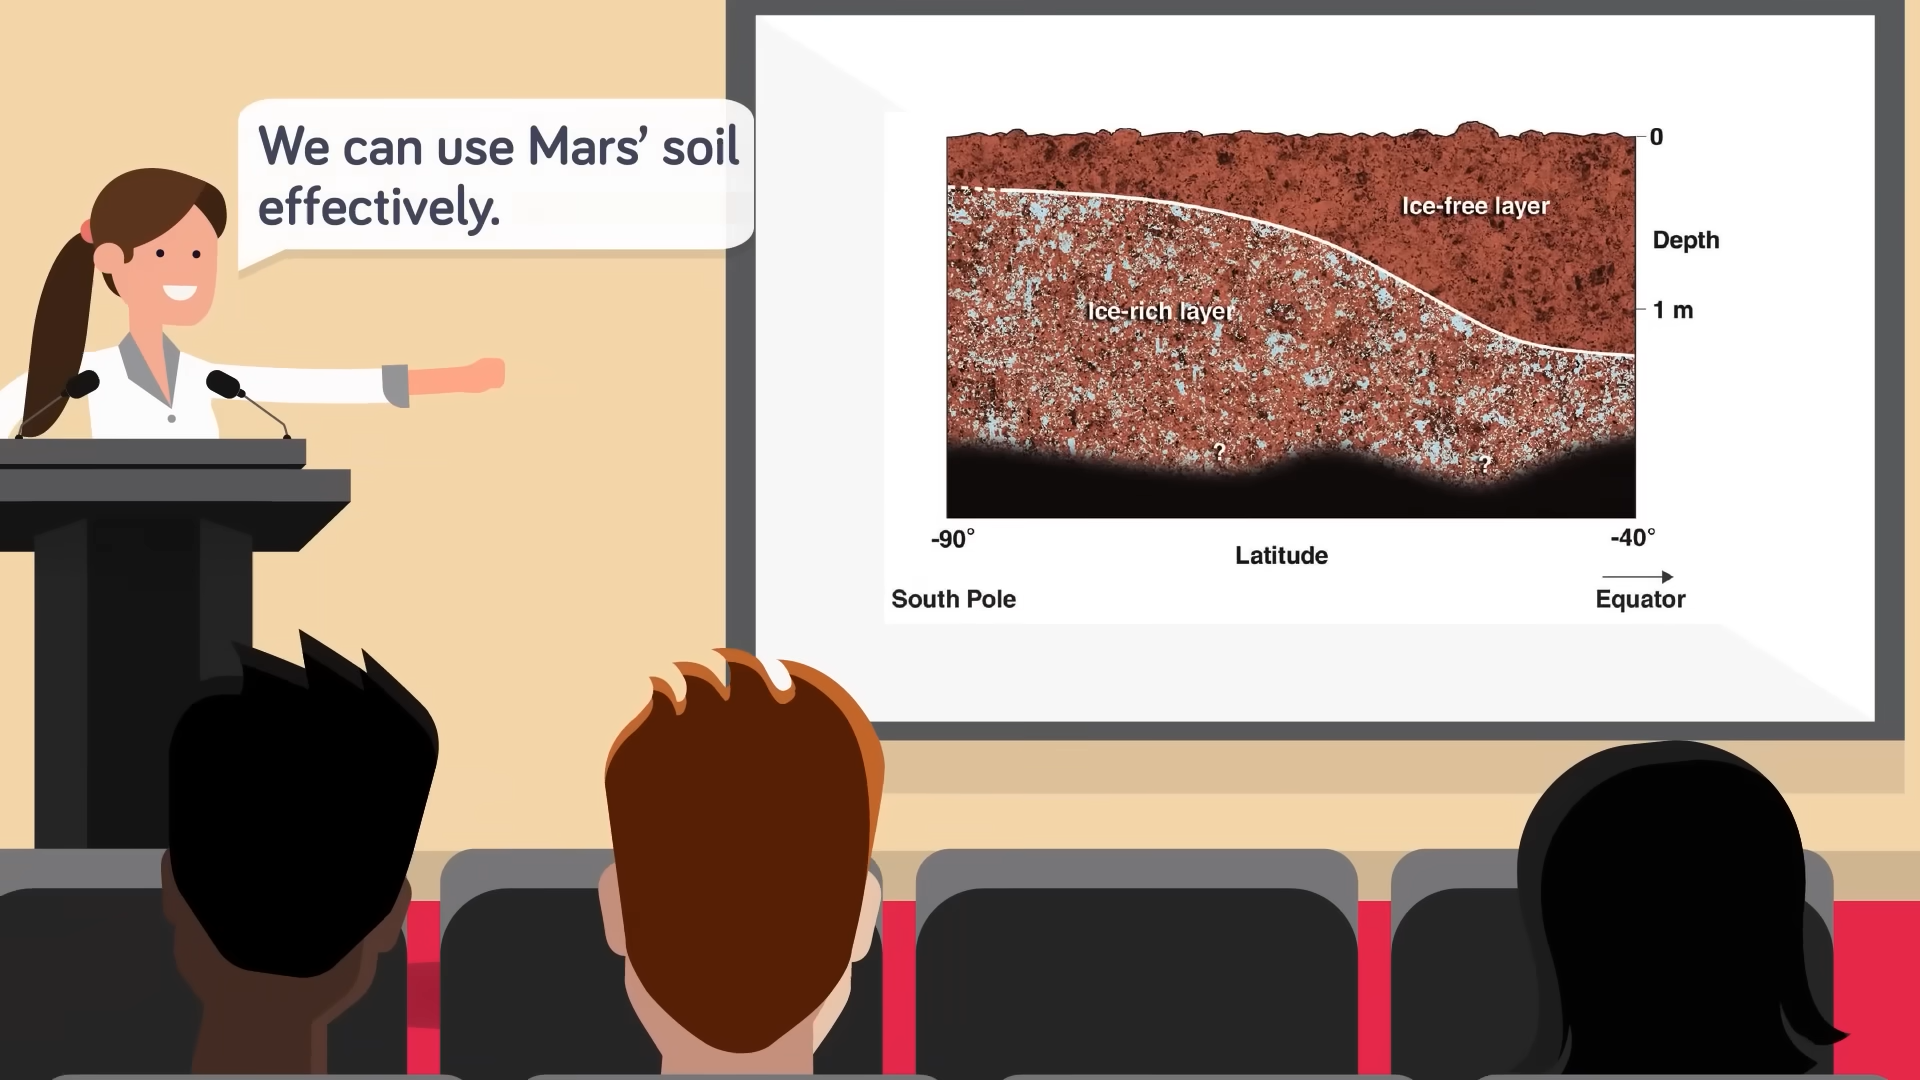 We can use Mars’ soil
effectively.
0
Ice-free layer
Depth
Ice-rich layer
1 m
?
?
-90°
-40°
Latitude
South Pole
Equator